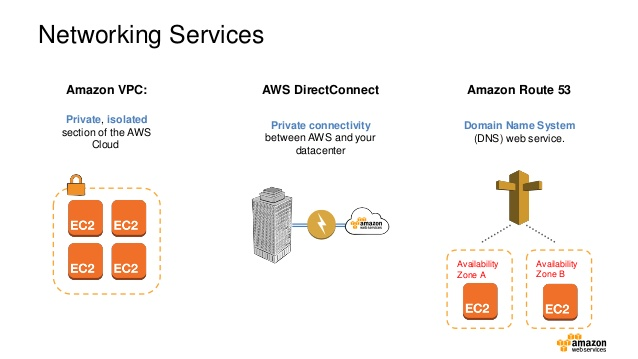 Networking Services
Amazon VPC:
Private, isolated
section of the AWS
Cloud
EC2 EC2
EC2 EC2
AWS DirectConnect
Private connectivity
between AWS and your
datacenter
amazon
web services
Amazon Route 53
Domain Name System
(DNS) web service.
Availability
Zone A
EC2
Availability
Zone B
EC2
amazon
webservices